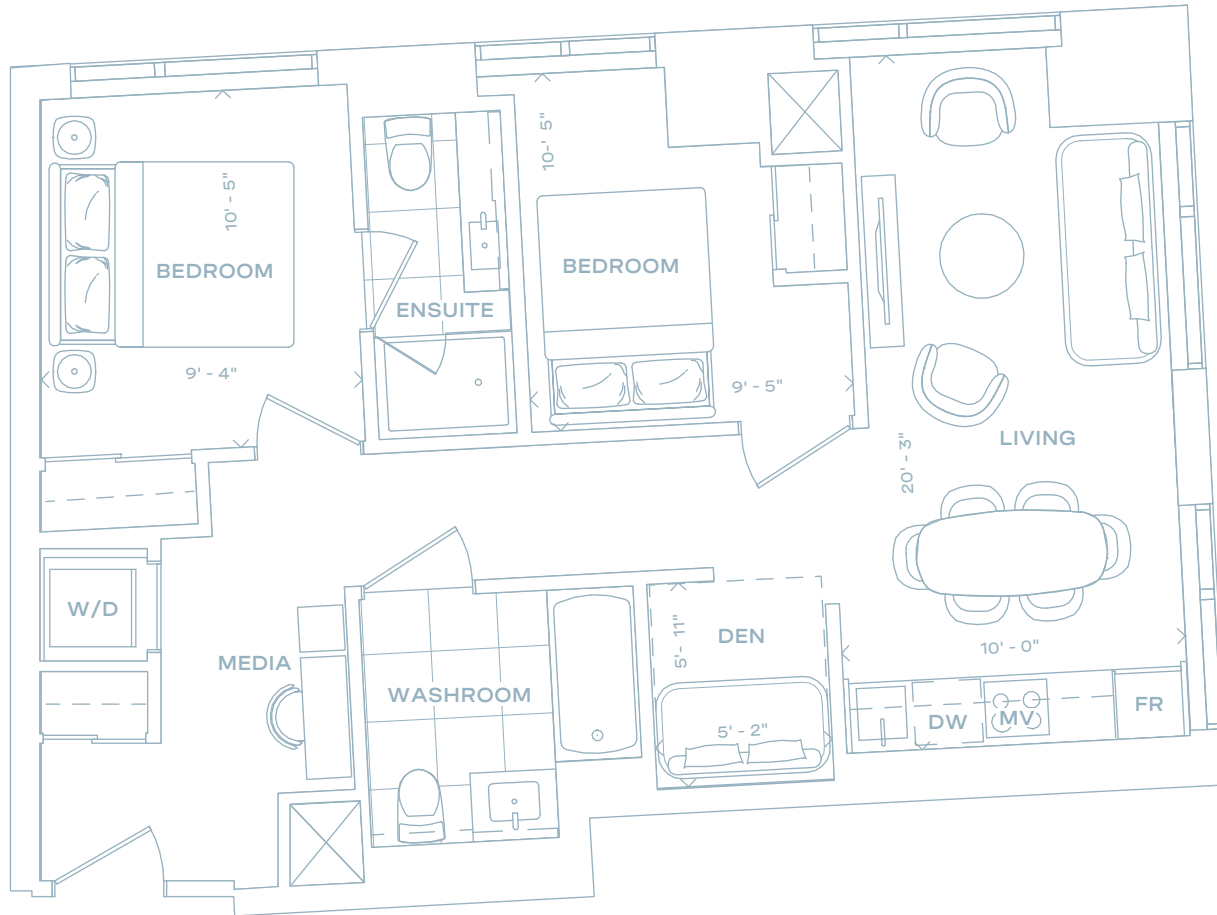 10' - 5"
BEDROOM
9' - 4"
ENSUITE
10-' 5"
BEDROOM
9' - 5"
LIVING
20' - 3"
10' - 0"
W/D
MEDIA
WASHROOM
DEN
5'- 11"
5' - 2"
DW
MV
FR